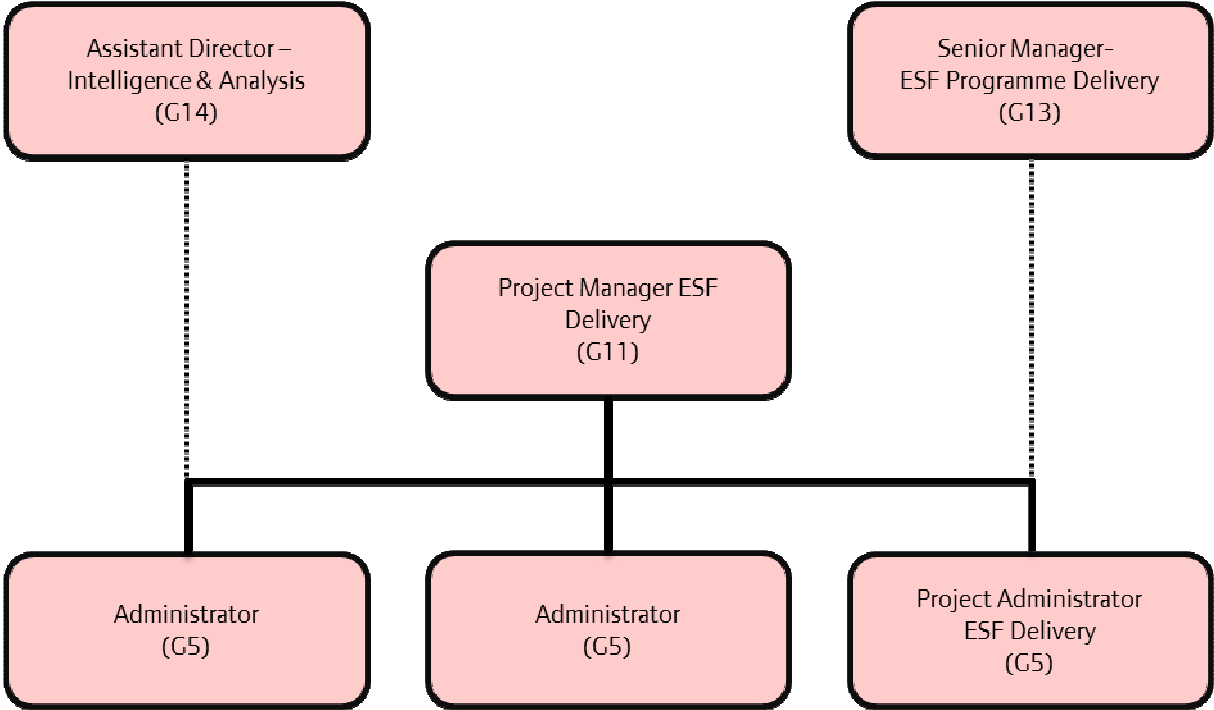 Assistant Director –
Intelligence & Analysis
(G14)
Senior Manager-
ESF Programme Delivery
(G13)
Project Manager ESF
Delivery
(G11)
Administrator
(G5)
Administrator
(G5)
Project Administrator
ESF Delivery
(G5)